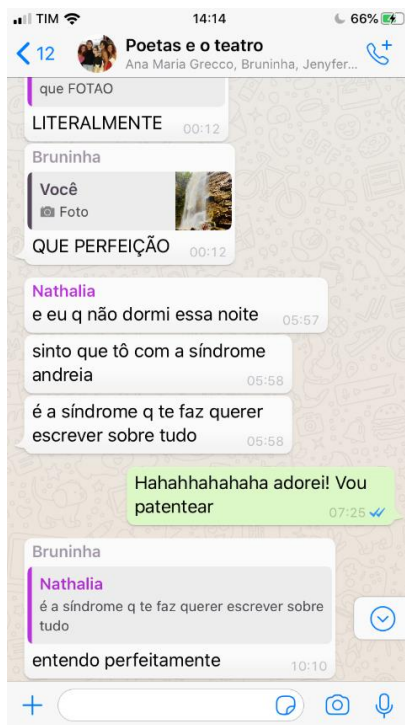 TIM 14:14 66%
12 Poetas e o teatro
Ana Maria Grecco, Bruninha, Jenyfer...
que FOTAO
LITERALMENTE 00:12
Bruninha
Você
Foto
QUE PERFEIÇÃO 00:12
Nathalia
e eu q não dormi essa noite 05:57
sinto que tô com a síndrome
andreia 05:58
é a síndrome q te faz querer
escrever sobre tudo 05:58
Hahahhahahaha adorei! Vou
patentear 07:25
Bruninha
Nathalia
é a síndrome q te faz querer escrever sobre
tudo
entendo perfeitamente 10:10